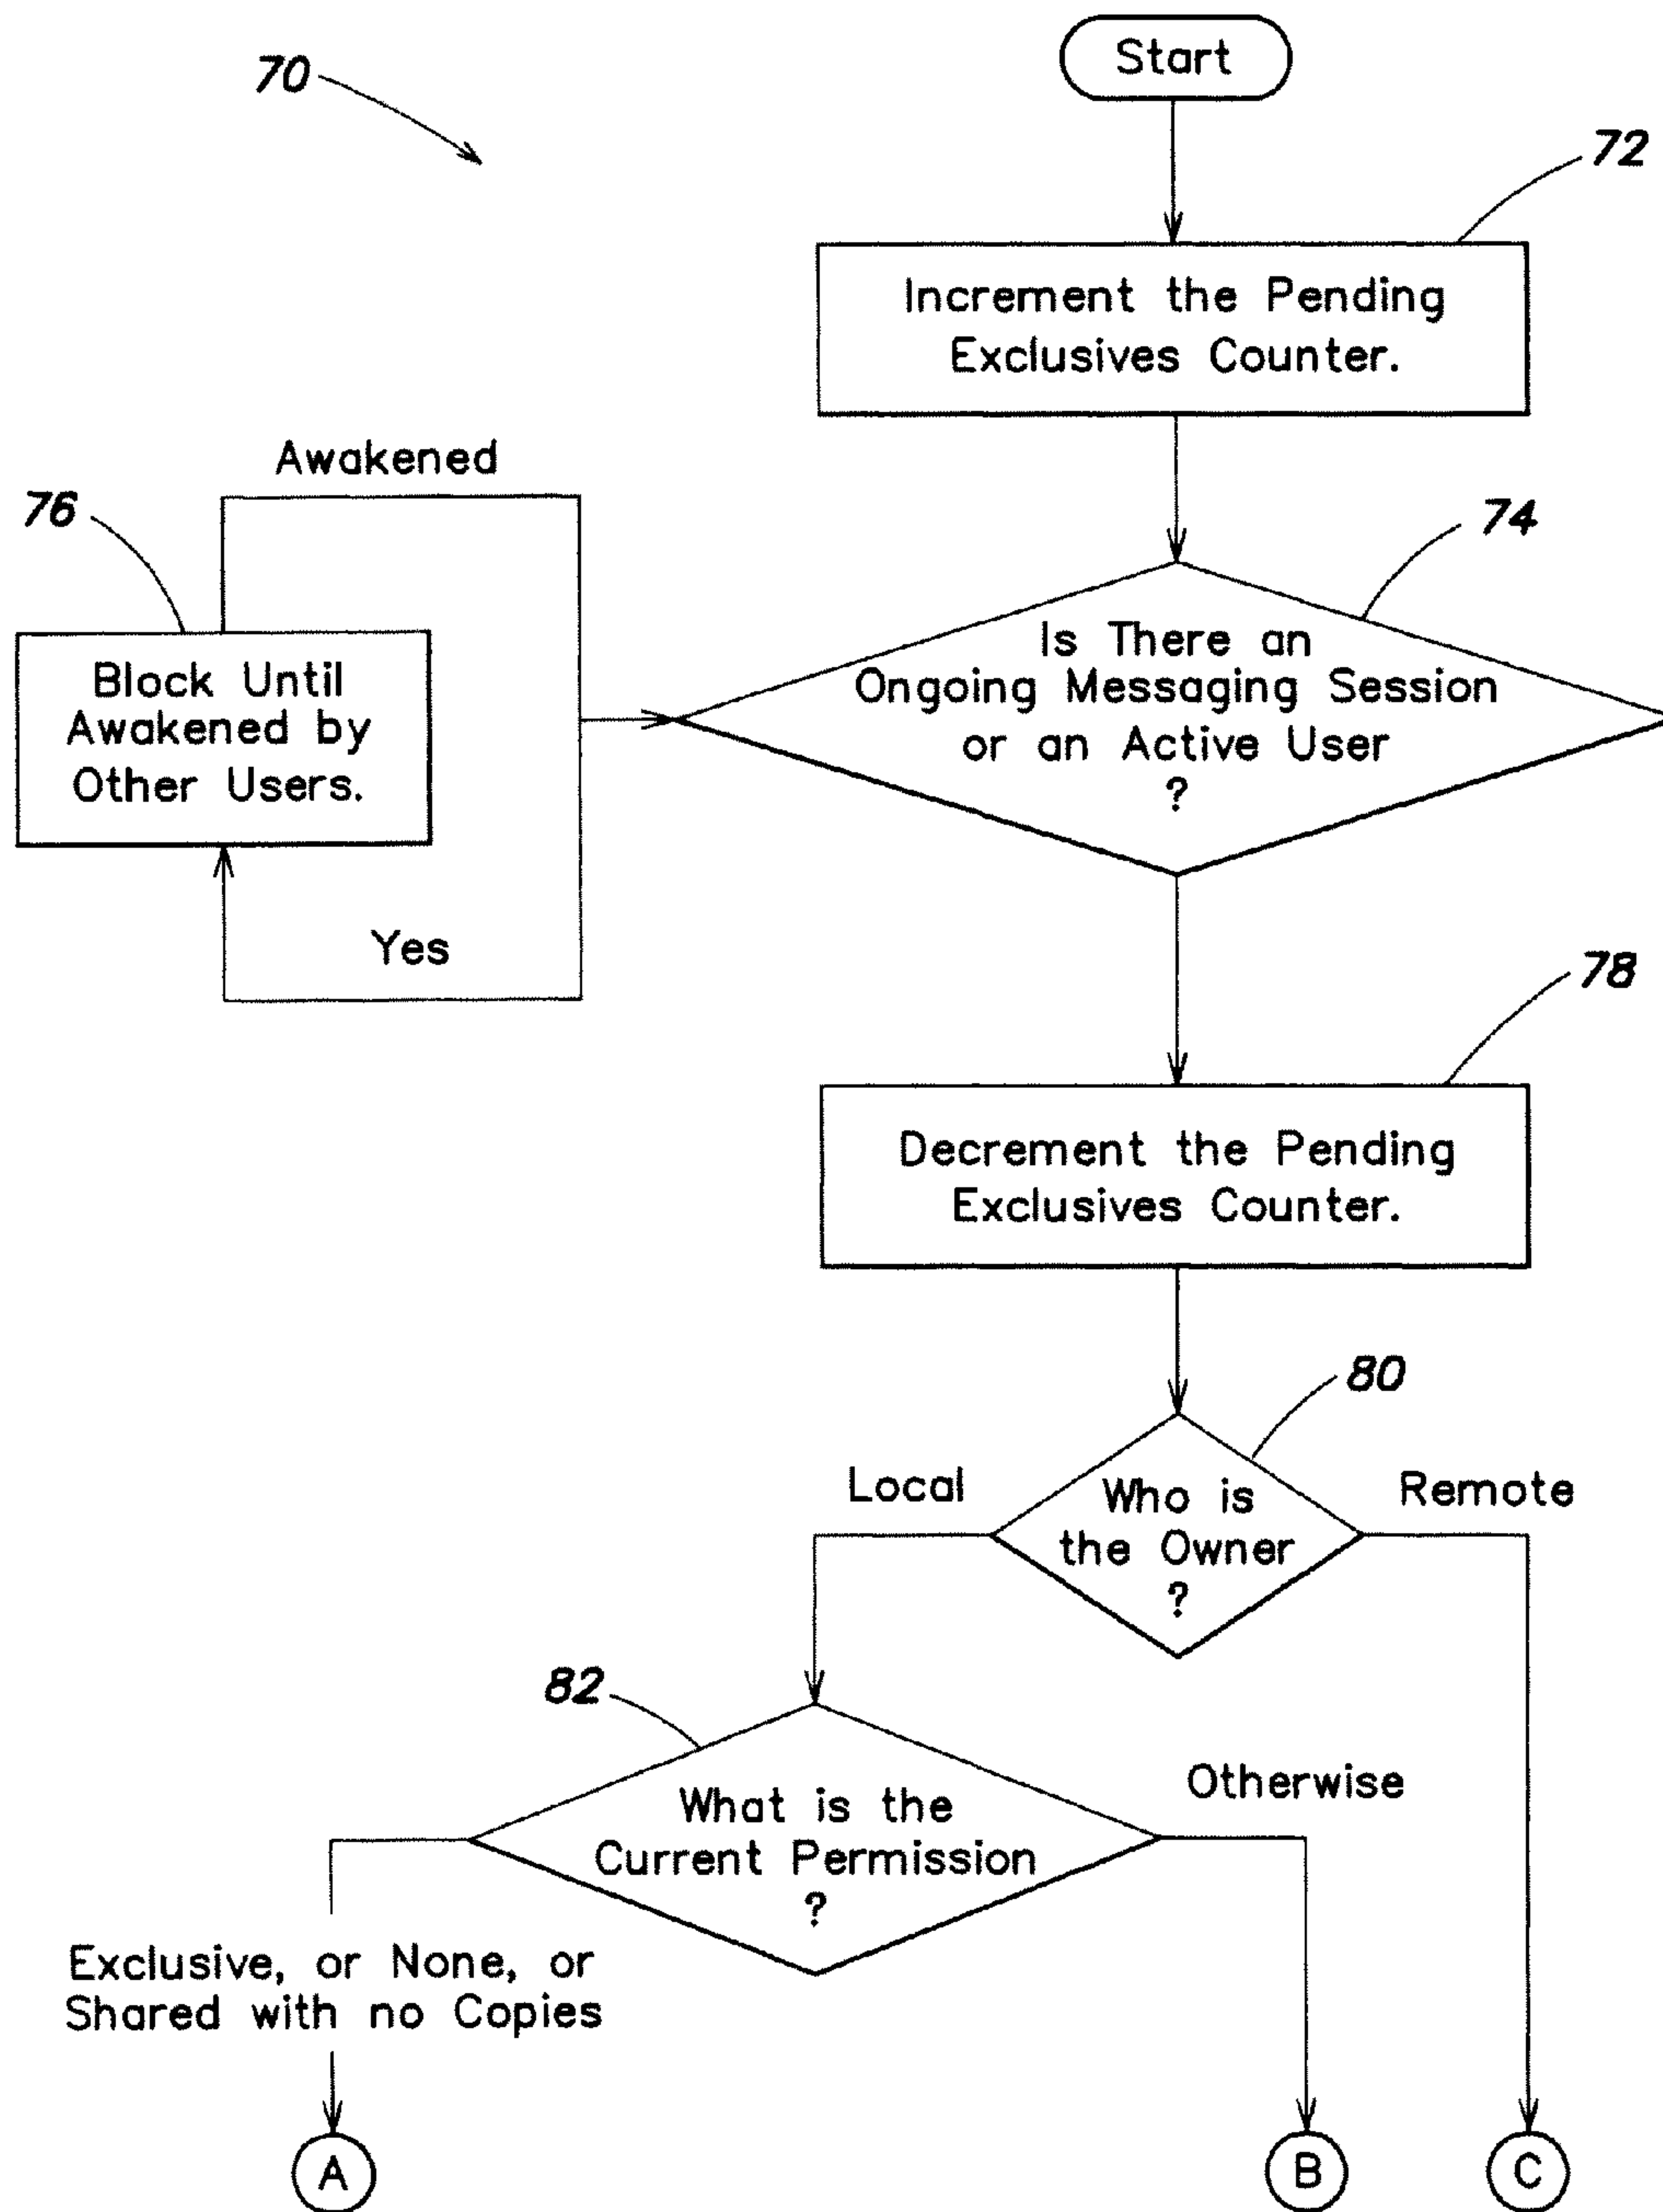 70
Start
72
Increment the Pending
Exclusives Counter.
Awakened
76
74
Block Until
Awakened by
Other Users.
Is There an
Ongoing Messaging Session
or an Active User
?
Yes
78
Decrement the Pending
Exclusives Counter.
80
Local
Who is
the Owner
?
Remote
82
What is the
Current Permission
?
Otherwise
Exclusive, or None, or
Shared with no Copies
A
B
C